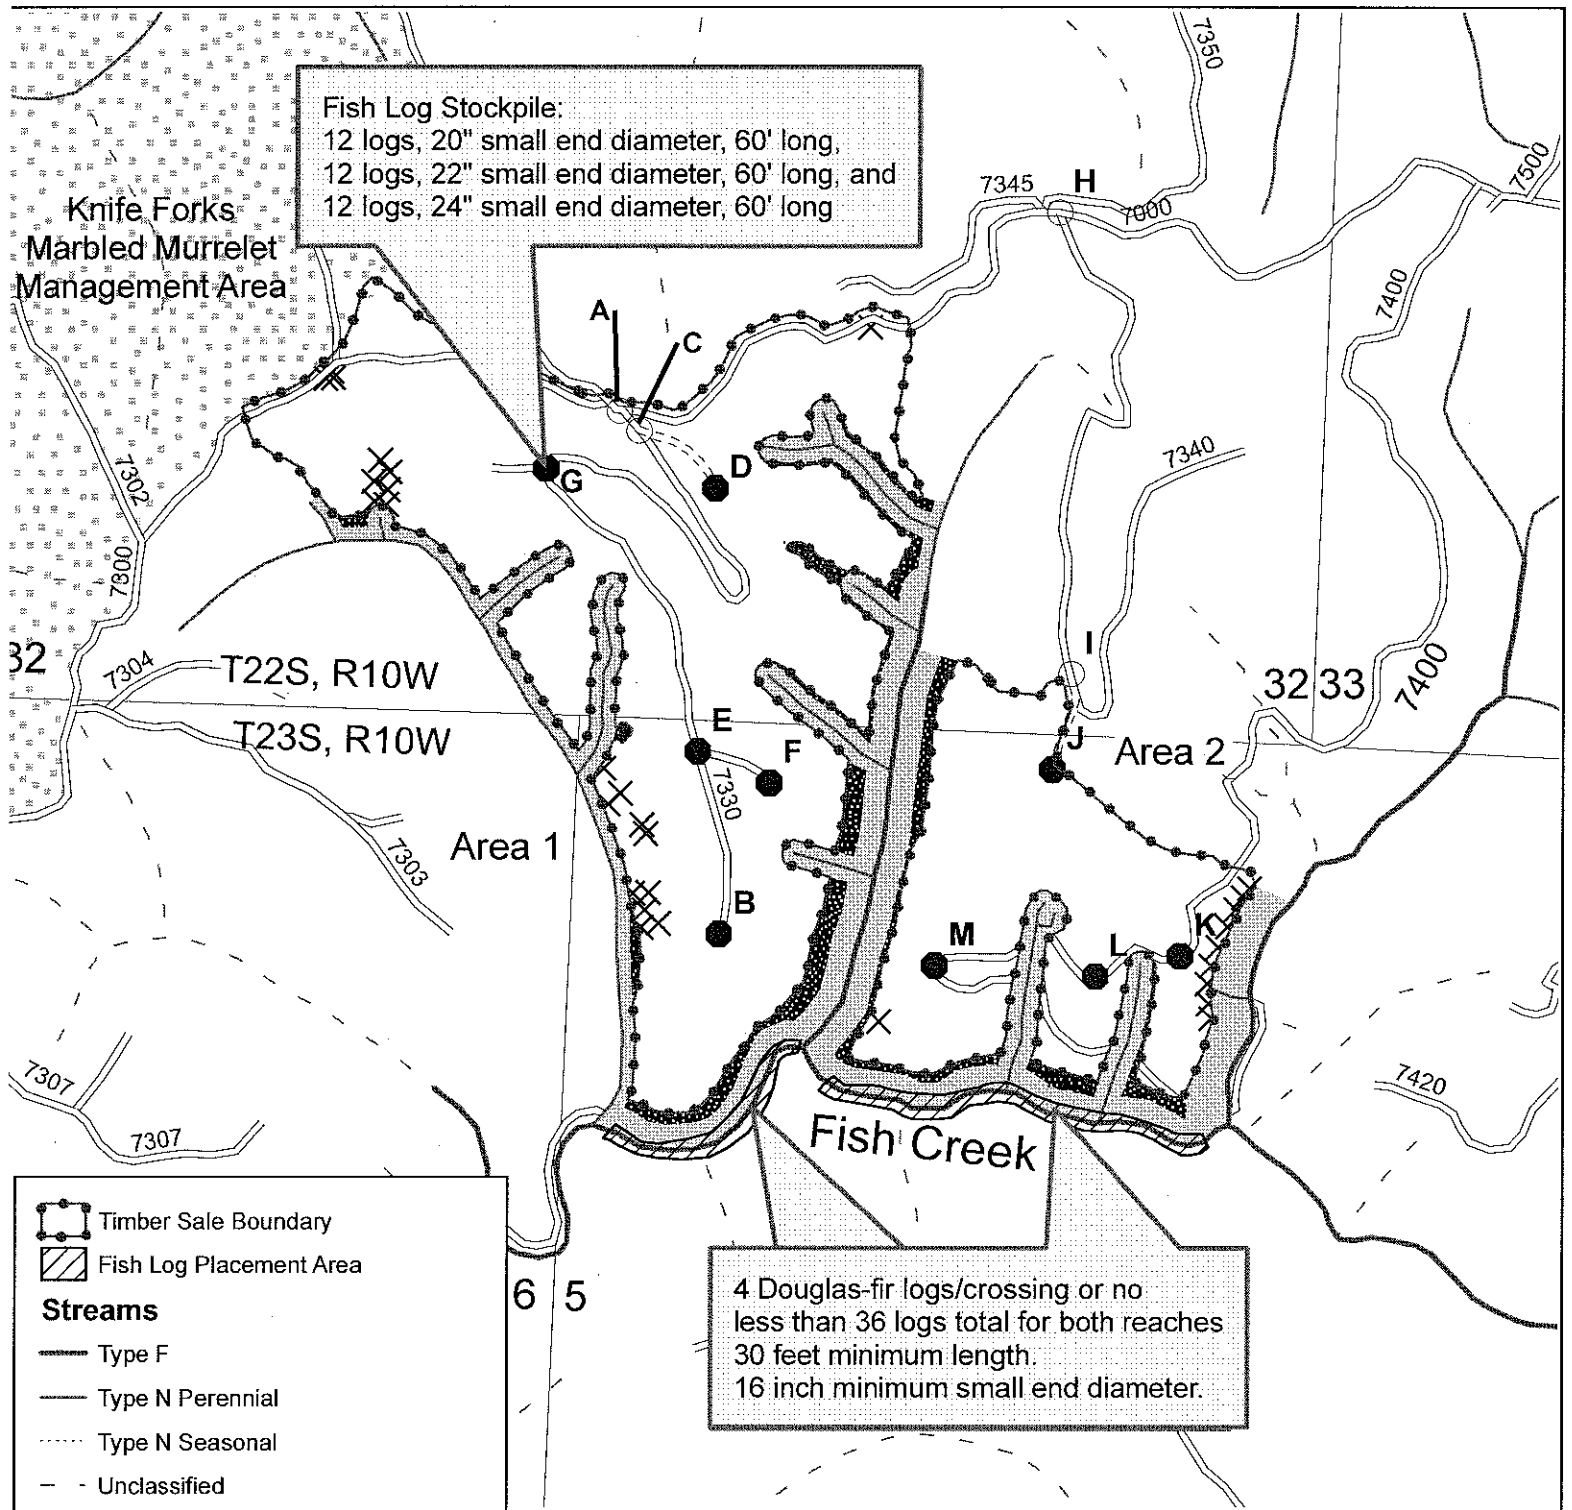 7350
Fish Log Stockpile:
12 logs, 20" small end diameter, 60' long,
12 logs, 22" small end diameter, 60' long, and
12 logs, 24" small end diameter, 60' long
7500
7345
H
7000
Knife Forks
Marbled Murrelet
Management Area
7400
A
C
7340
D
G
7302
7300
I
32
7304
T22S, R10W
32 33
7400
T23S, R10W
E
F
J
Area 2
7330
Area 1
7303
B
M
L
K
7307
7420
7307
Fish Creek
Timber Sale Boundary
Fish Log Placement Area
Streams
Type F
Type N Perennial
Type N Seasonal
Unclassified
6 5
4 Douglas-fir logs/crossing or no
less than 36 logs total for both reaches
30 feet minimum length.
16 inch minimum small end diameter.